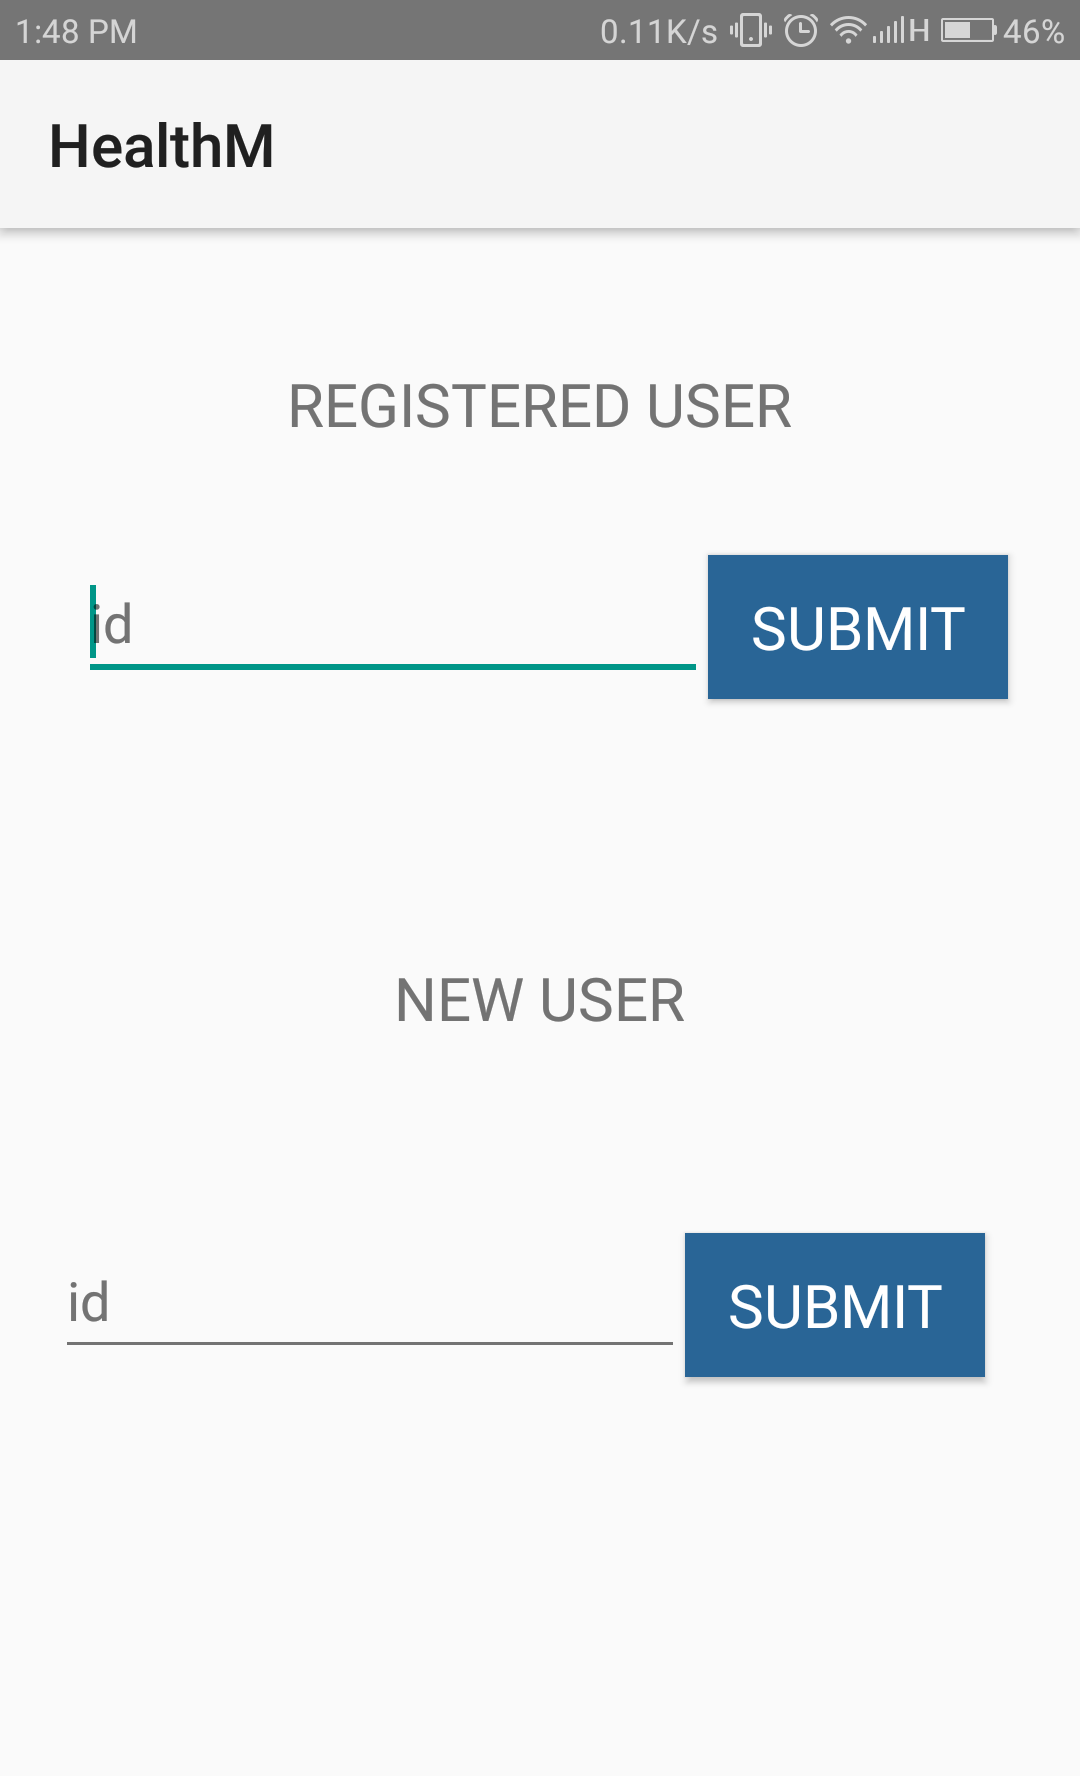 1:48 PM 0.11K/s H 46%
HealthM
REGISTERED USER
id SUBMIT
NEW USER
id SUBMIT